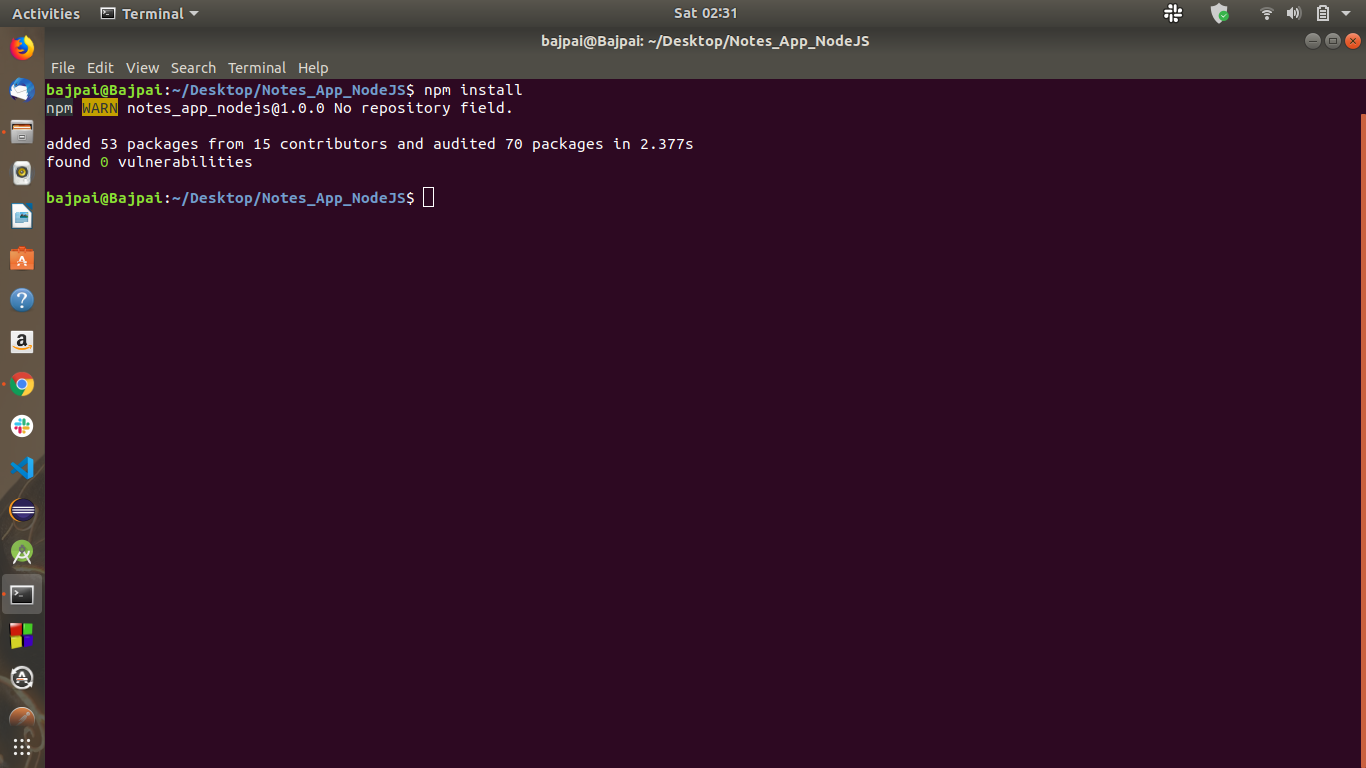 Activities Terminal Sat 02:31
bajpai@Bajpai: ~/Desktop/Notes_App_NodeJS
File Edit View Search Terminal Help
bajpai@Bajpai:~/Desktop/Notes_App_NodeJS$ npm install
npm WARN notes_app_nodejs@1.0.0 No repository field.
added 53 packages from 15 contributors and audited 70 packages in 2.377s
found 0 vulnerabilities
bajpai@Bajpai:~/Desktop/Notes_App_NodeJS$